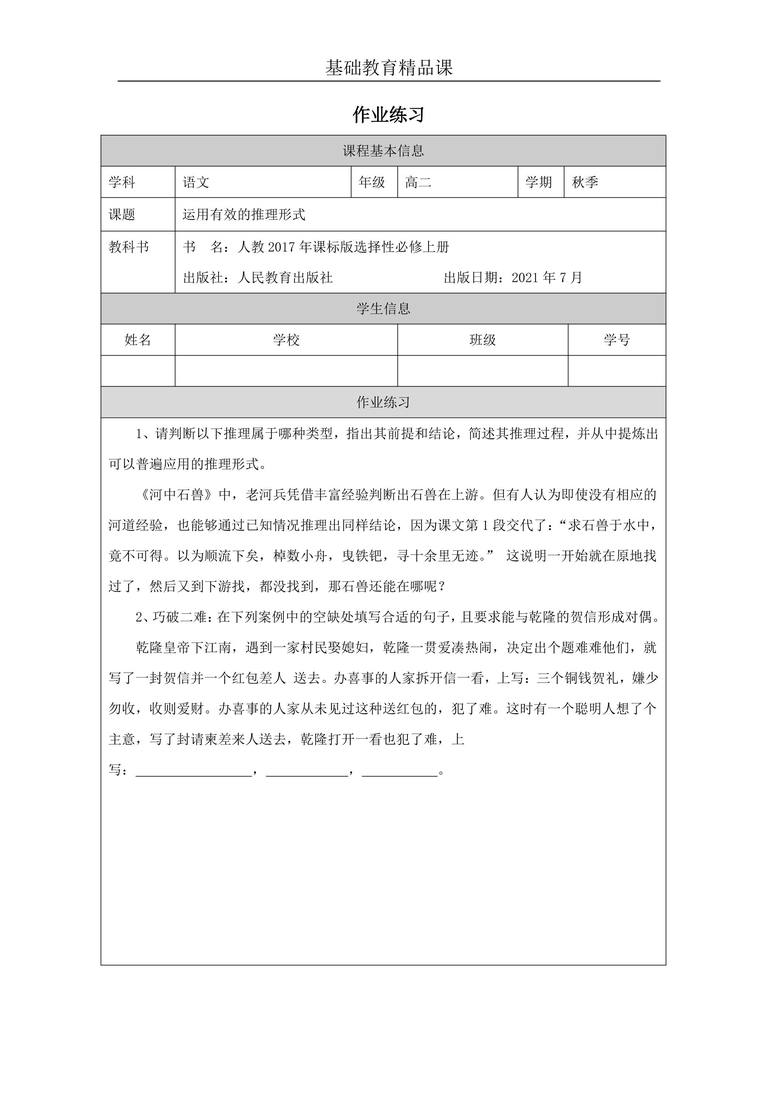 基础教育精品课
作业练习
课程基本信息
学科 语文 年级 高二 学期 秋季
课题 运用有效的推理形式
教科书 书 名：人教 2017 年课标版选择性必修上册
出版社：人民教育出版社 出版日期：2021 年 7 月
学生信息
姓名 学校 班级 学号
作业练习
1、请判断以下推理属于哪种类型，指出其前提和结论，简述其推理过程，并从中提炼出
可以普遍应用的推理形式。
《河中石兽》中，老河兵凭借丰富经验判断出石兽在上游。但有人认为即使没有相应的
河道经验，也能够通过已知情况推理出同样结论，因为课文第 1 段交代了：“求石兽于水中，
竟不可得。以为顺流下矣，棹数小舟，曳铁钯，寻十余里无迹。” 这说明一开始就在原地找
过了，然后又到下游找，都没找到，那石兽还能在哪呢？
2、巧破二难：在下列案例中的空缺处填写合适的句子，且要求能与乾隆的贺信形成对偶。
乾隆皇帝下江南，遇到一家村民娶媳妇，乾隆一贯爱凑热闹，决定出个题难难他们，就
写了一封贺信并一个红包差人 送去。办喜事的人家拆开信一看，上写：三个铜钱贺礼，嫌少
勿收，收则爱财。办喜事的人家从未见过这种送红包的，犯了难。这时有一个聪明人想了个
主意，写了封请柬差来人送去，乾隆打开一看也犯了难，上
写：________________，___________，__________。